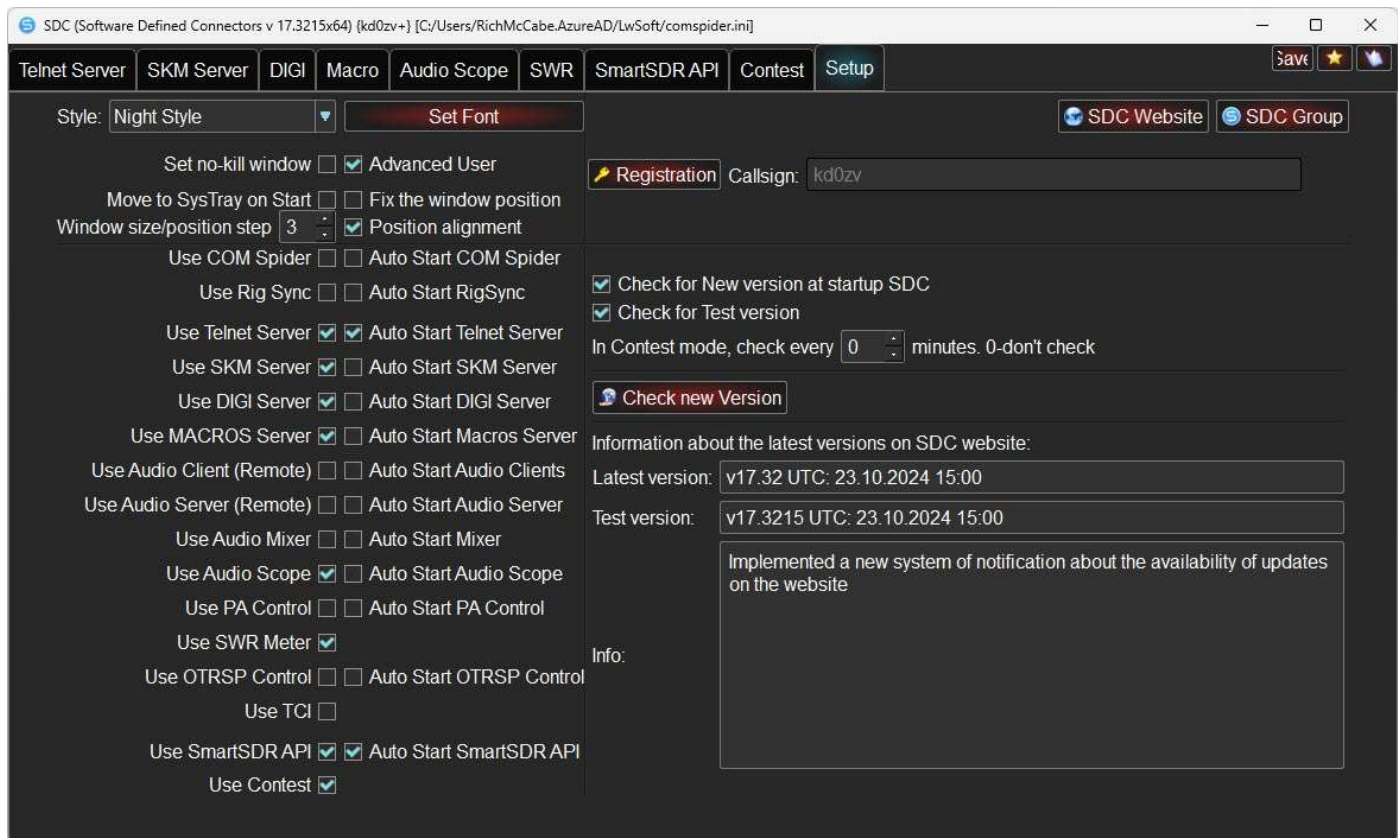 SDC (Software Defined Connectors v 17.3215x64) {kd0zv+} [C:/Users/RichMcCabe.AzureAD/LwSoft/comspider.ini]
Telnet Server SKM Server DIGI Macro Audio Scope SWR SmartSDR API Contest Setup Save
Style: Night Style Set Font SDC Website SDC Group
Set no-kill window Advanced User
Registration Callsign: kd0zv
Move to SysTray on Start Fix the window position
Window size/position step 3 Position alignment
Use COM Spider Auto Start COM Spider
Check for New version at startup SDC
Use Rig Sync Auto Start RigSync
Check for Test version
Use Telnet Server Auto Start Telnet Server
In Contest mode, check every 0 minutes. 0-don't check
Use SKM Server Auto Start SKM Server
Use DIGI Server Auto Start DIGI Server
Check new Version
Use MACROS Server Auto Start Macros Server
Information about the latest versions on SDC website:
Use Audio Client (Remote) Auto Start Audio Clients
Latest version: v17.32 UTC: 23.10.2024 15:00
Use Audio Server (Remote) Auto Start Audio Server
Test version: v17.3215 UTC: 23.10.2024 15:00
Use Audio Mixer Auto Start Mixer
Implemented a new system of notification about the availability of updates
on the website
Use Audio Scope Auto Start Audio Scope
Use PA Control Auto Start PA Control
Use SWR Meter
Info:
Use OTRSP Control Auto Start OTRSP Control
Use TCI
Use SmartSDR API Auto Start SmartSDR API
Use Contest